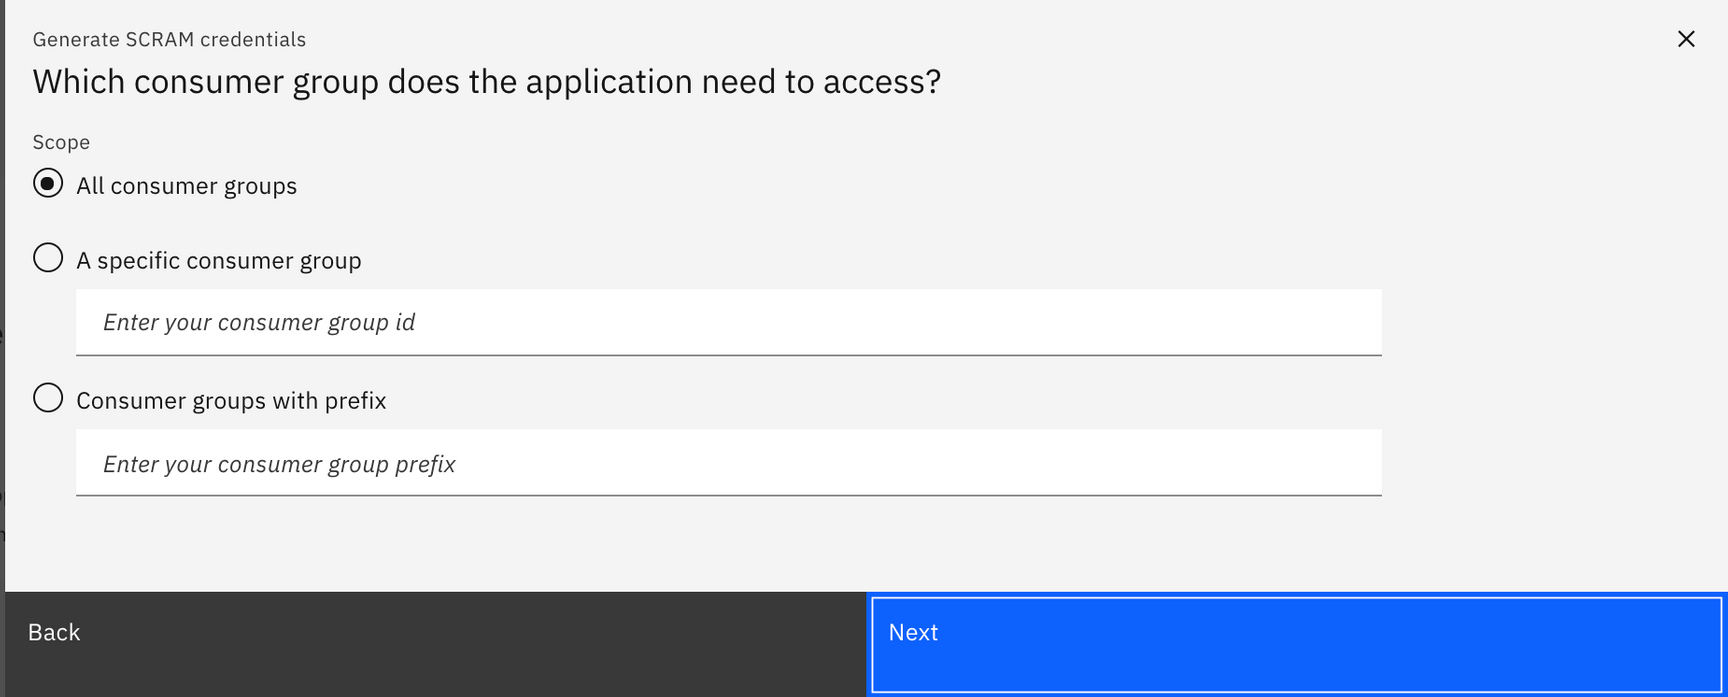 Generate SCRAM credentials
Which consumer group does the application need to access?
Scope
All consumer groups
A specific consumer group
Enter your consumer group id
Consumer groups with prefix
Enter your consumer group prefix
Back
Next